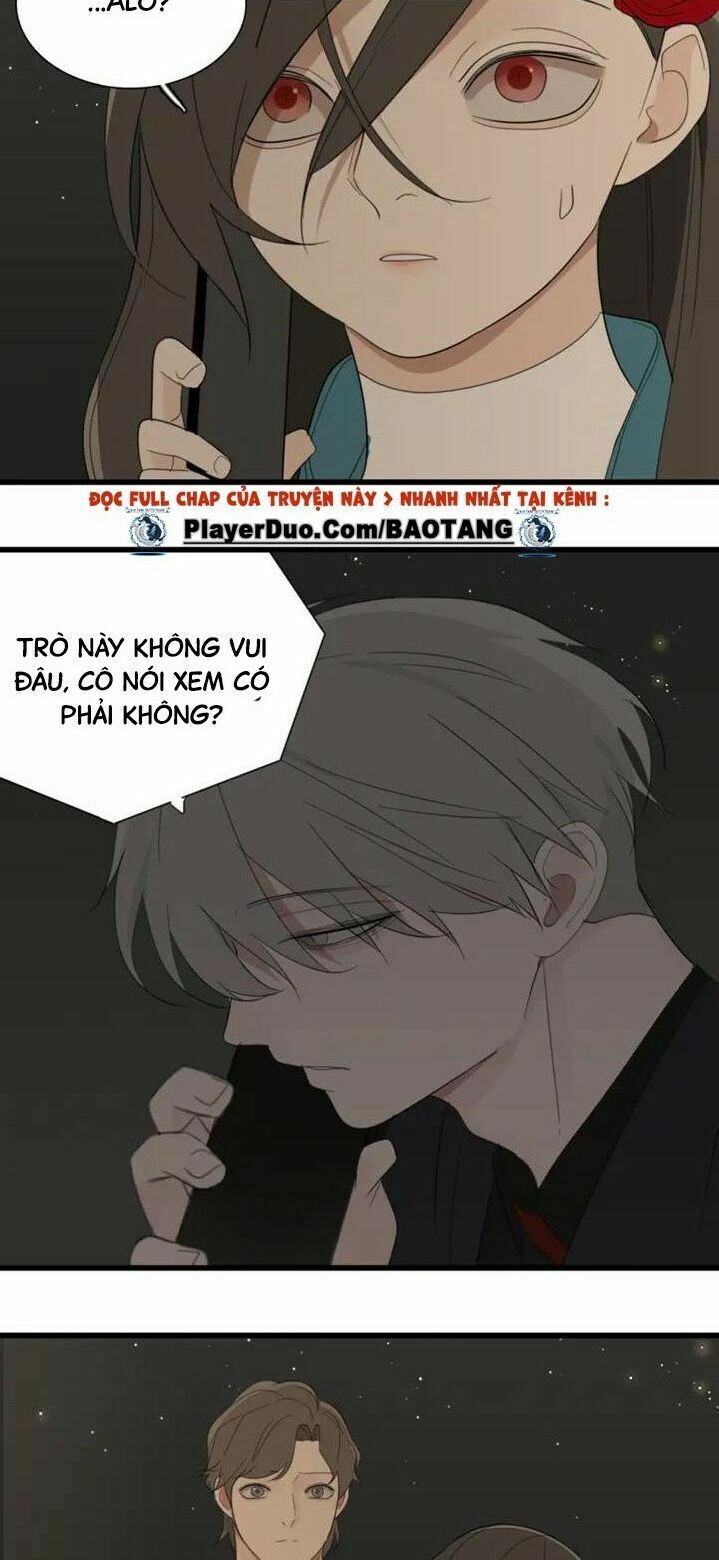 ...ALO?
ĐỌC FULL CHAP CỦA TRUYỆN NÀY > NHANH NHẤT TẠI KÊNH :
PlayerDuo.Com/BAOTANG
TRÒ NÀY KHÔNG VUI
ĐÂU, CÔ NÓI XEM CÓ
PHẢI KHÔNG?